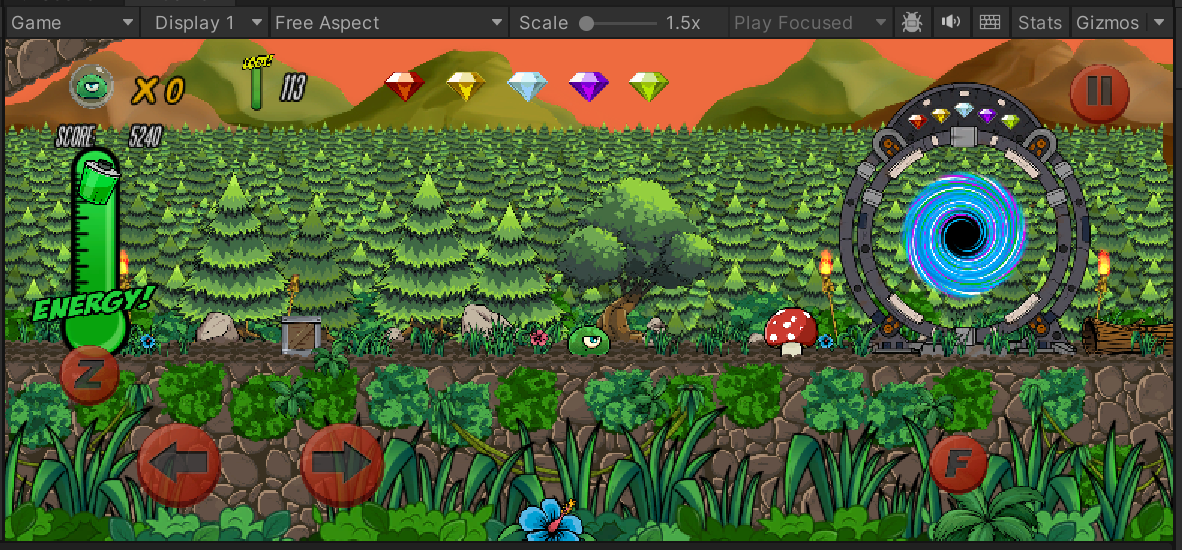 Game Display 1 Free Aspect Scale 1.5x Play Focused Stats Gizmos
X 0 113
SCORE 5240
ENERGY!
Z
F